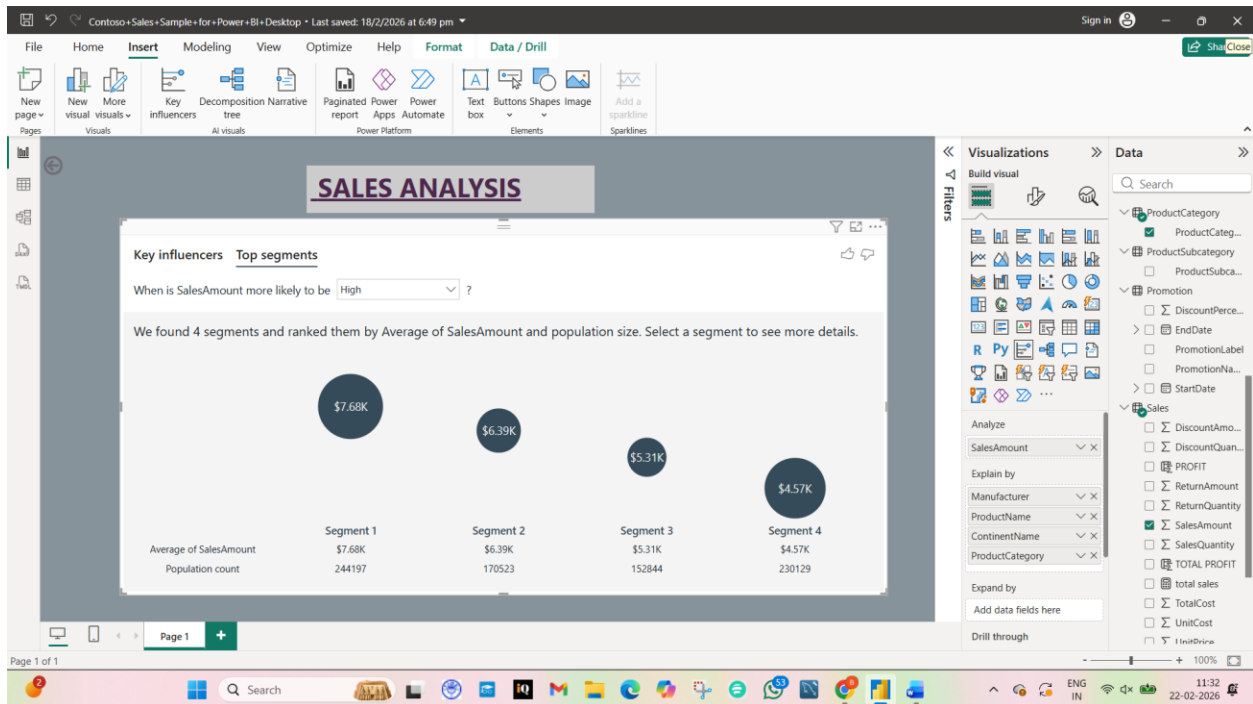 Contoso+Sales+Sample+for+Power+BI+Desktop • Last saved: 18/2/2026 at 6:49 pm
Sign in
File Home Insert Modeling View Optimize Help Format Data / Drill
Close
New page
New visual
More visuals
Key influencers
Decomposition tree
Narrative
Paginated report
Power Apps
Power Automate
Text box
Buttons
Shapes
Image
Add a sparkline
Pages
Visuals
AI visuals
Power Platform
Elements
Sparklines
SALES ANALYSIS
Key influencers Top segments
When is SalesAmount more likely to be High ?
We found 4 segments and ranked them by Average of SalesAmount and population size. Select a segment to see more details.
$7.68K
$6.39K
$5.31K
$4.57K
Segment 1 Segment 2 Segment 3 Segment 4
Average of SalesAmount $7.68K $6.39K $5.31K $4.57K
Population count 244197 170523 152844 230129
Filters
Visualizations
Build visual
R Py
Analyze
SalesAmount
Explain by
Manufacturer
ProductName
ContinentName
ProductCategory
Expand by
Add data fields here
Drill through
Data
Search
ProductCategory
ProductCateg...
ProductSubcategory
ProductSubca...
Promotion
DiscountPerce...
EndDate
PromotionLabel
PromotionNa...
StartDate
Sales
DiscountAmo...
DiscountQuan...
PROFIT
ReturnAmount
ReturnQuantity
SalesAmount
SalesQuantity
TOTAL PROFIT
total sales
TotalCost
UnitCost
UnitPrice
Page 1
Page 1 of 1
- + 100%
2
Search
iQ
53
ENG
IN
11:32
22-02-2026